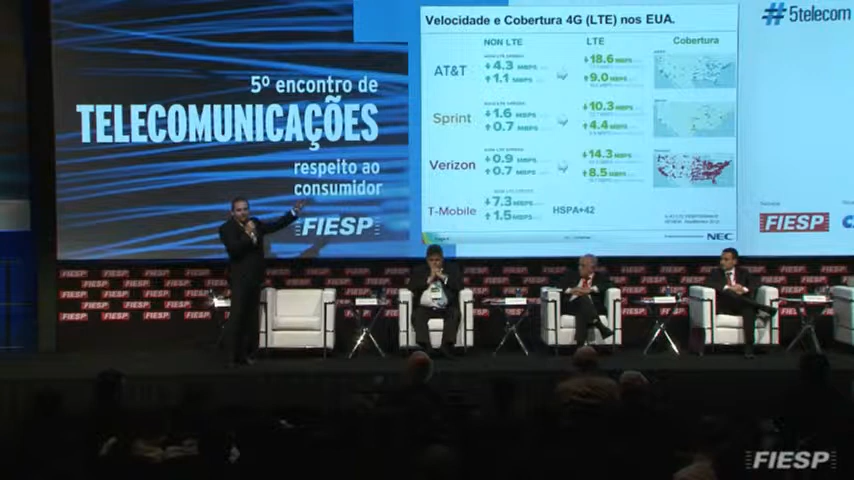 5º encontro de
TELECOMUNICAÇÕES
respeito ao
consumidor
FIESP
Velocidade e Cobertura 4G (LTE) nos EUA.
NON LTE
LTE
Cobertura
AT&T
4.3 MBPS
1.1 MBPS
18.6 MBPS
9.0 MBPS
Sprint
1.6 MBPS
0.7 MBPS
10.3 MBPS
4.4 MBPS
Verizon
0.9 MBPS
0.7 MBPS
14.3 MBPS
8.5 MBPS
T-Mobile
7.3 MBPS
1.5 MBPS
HSPA+42
NEC
#5telecom
FIESP
FIESP
FIESP